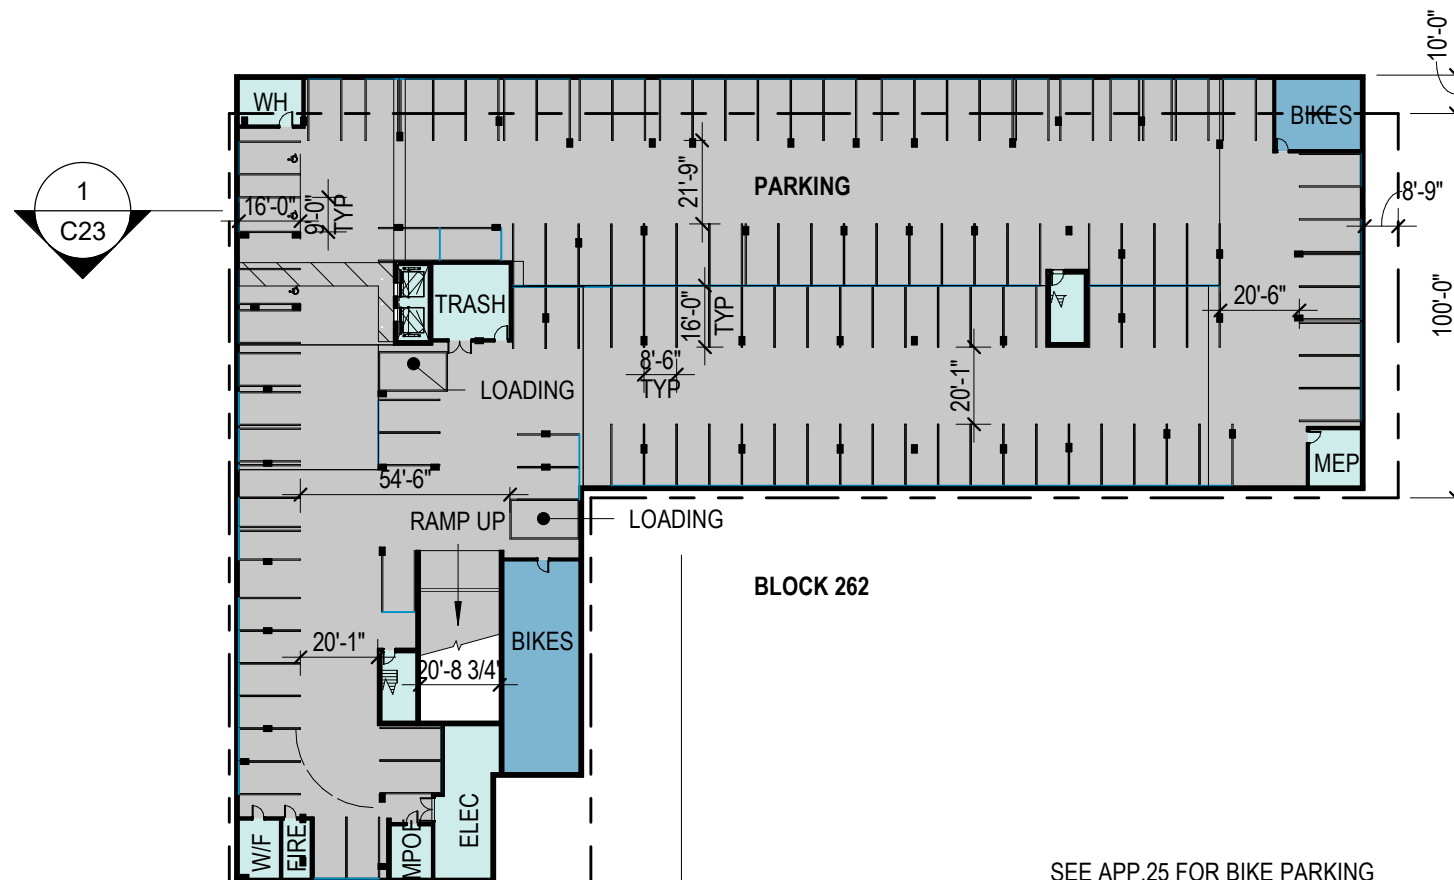 10'-0"
WH
BIKES
1
C23
16'-0"
9'-0"
TYP
21'-9"
PARKING
8'-9"
TRASH
16'-0"
TYP
20'-6"
100'-0"
8'-6"
TYP
20'-1"
LOADING
MEP
54'-6"
RAMP UP
LOADING
BLOCK 262
20'-1"
BIKES
20'-8 3/4"
W/F
FIRE
MPOE
ELEC
SEE APP.25 FOR BIKE PARKING